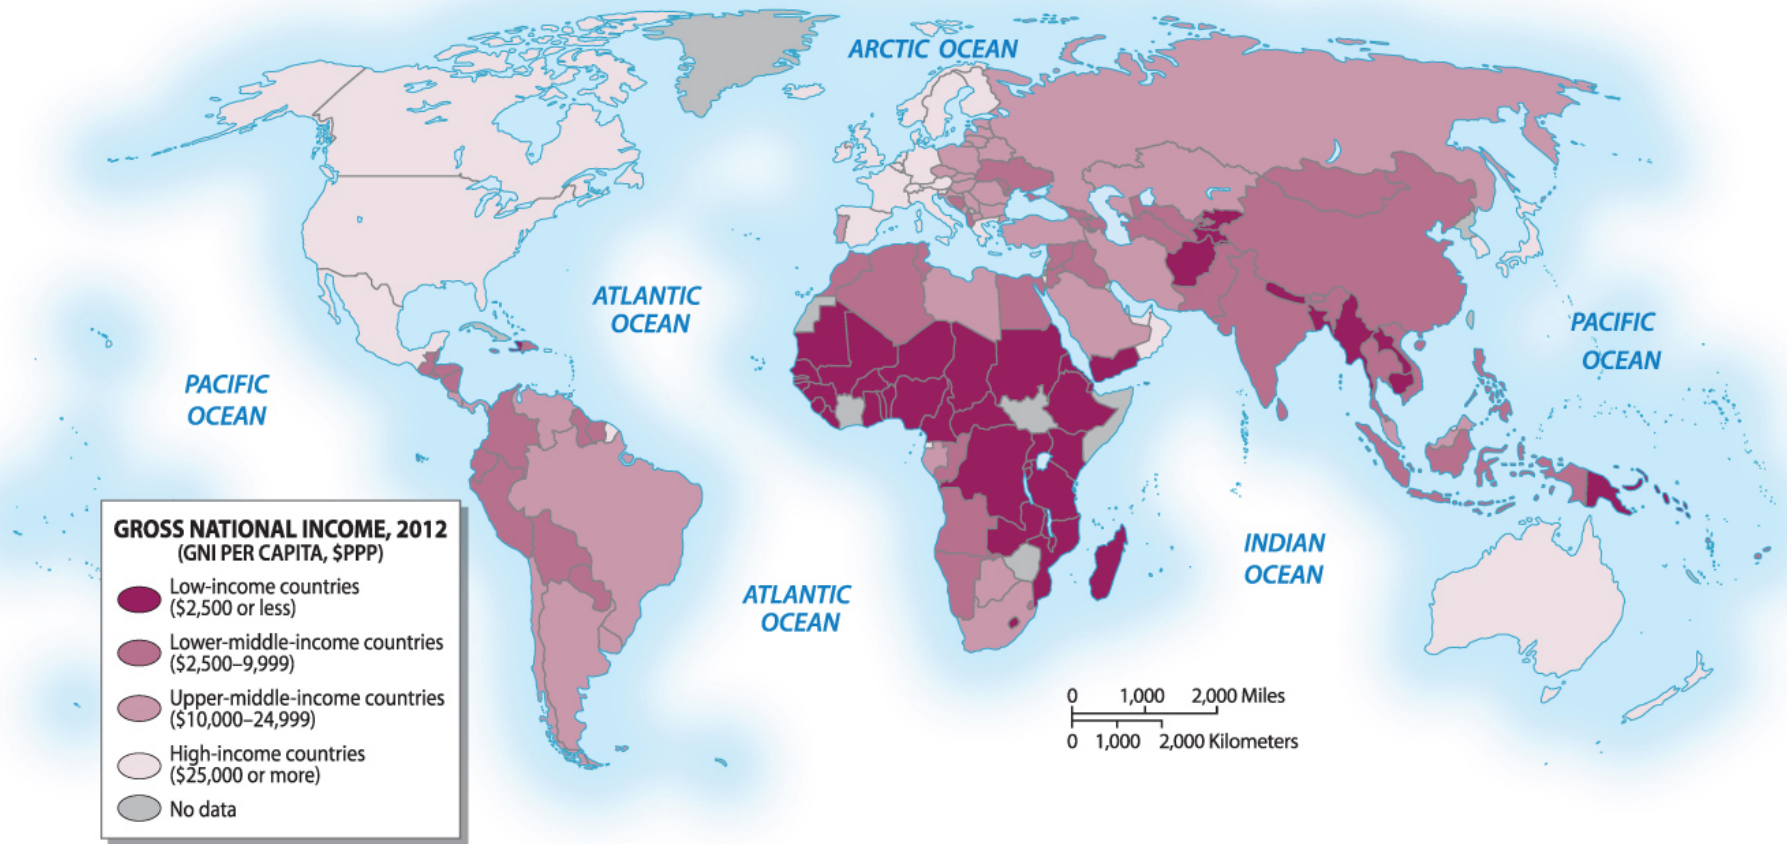 ARCTIC OCEAN
ATLANTIC
OCEAN
PACIFIC
OCEAN
PACIFIC
OCEAN
ATLANTIC
OCEAN
INDIAN
OCEAN
GROSS NATIONAL INCOME, 2012
(GNI PER CAPITA, $PPP)
Low-income countries
($2,500 or less)
Lower-middle-income countries
($2,500–9,999)
Upper-middle-income countries
($10,000–24,999)
High-income countries
($25,000 or more)
No data
0 1,000 2,000 Miles
0 1,000 2,000 Kilometers